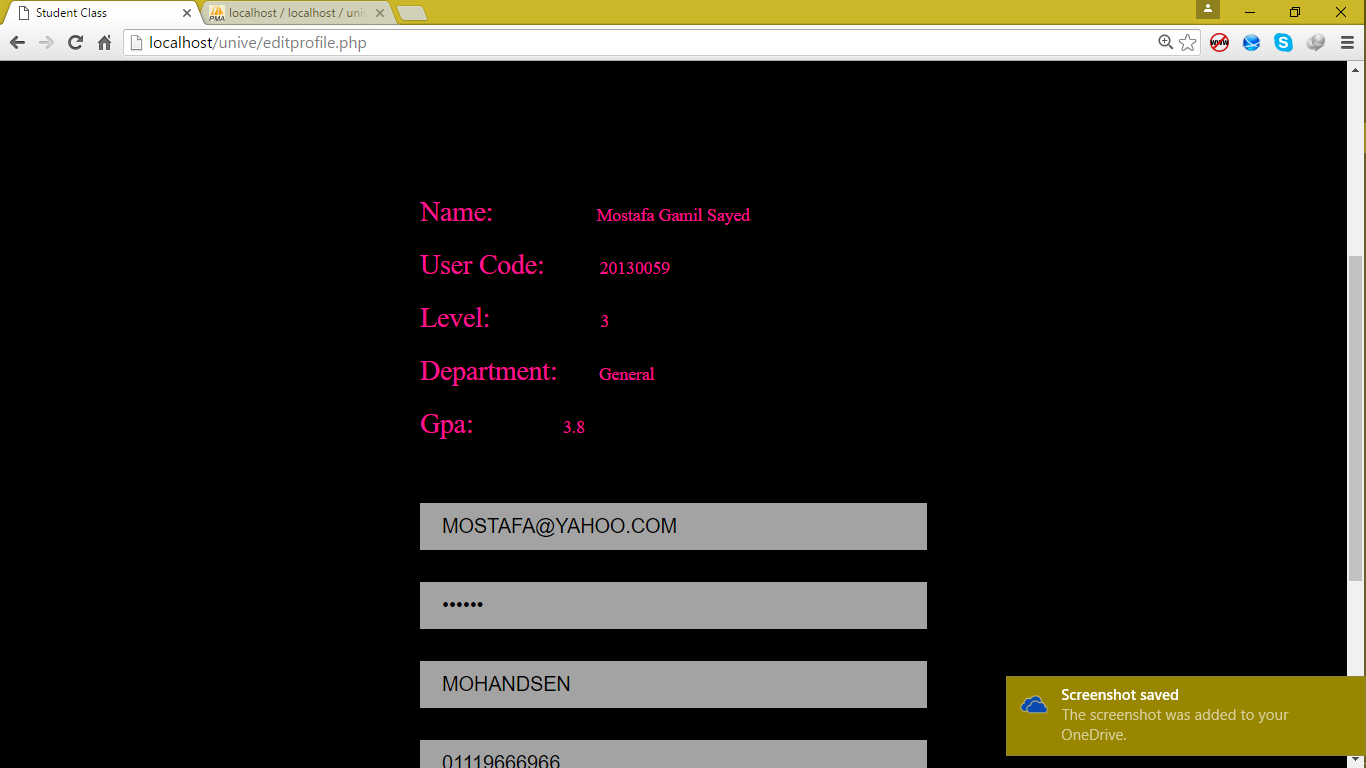 Student Class
localhost / localhost / uni
localhost/unive/editprofile.php
Name: Mostafa Gamil Sayed
User Code: 20130059
Level: 3
Department: General
Gpa: 3.8
MOSTAFA@YAHOO.COM
••••••
MOHANDSEN
01119666966
Screenshot saved
The screenshot was added to your
OneDrive.